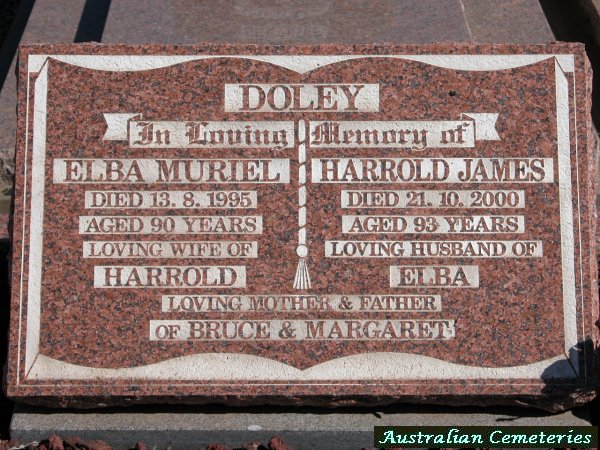 DOLEY
In Loving Memory of
ELBA MURIEL
DIED 13. 8. 1995
AGED 90 YEARS
LOVING WIFE OF
HARROLD
HARROLD JAMES
DIED 21. 10. 2000
AGED 93 YEARS
LOVING HUSBAND OF
ELBA
LOVING MOTHER & FATHER
OF BRUCE & MARGARET
Australian Cemeteries